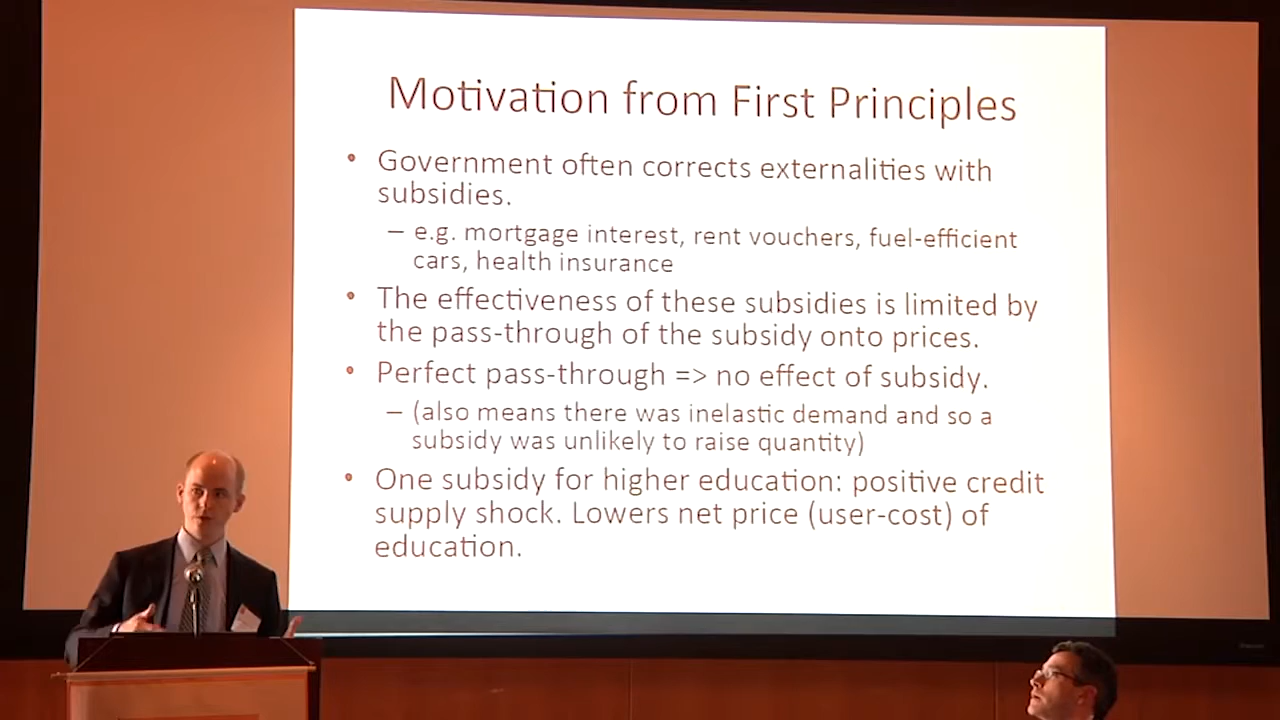 Motivation from First Principles
• Government often corrects externalities with
subsidies.
– e.g. mortgage interest, rent vouchers, fuel-efficient
cars, health insurance
• The effectiveness of these subsidies is limited by
the pass-through of the subsidy onto prices.
• Perfect pass-through => no effect of subsidy.
– (also means there was inelastic demand and so a
subsidy was unlikely to raise quantity)
• One subsidy for higher education: positive credit
supply shock. Lowers net price (user-cost) of
education.